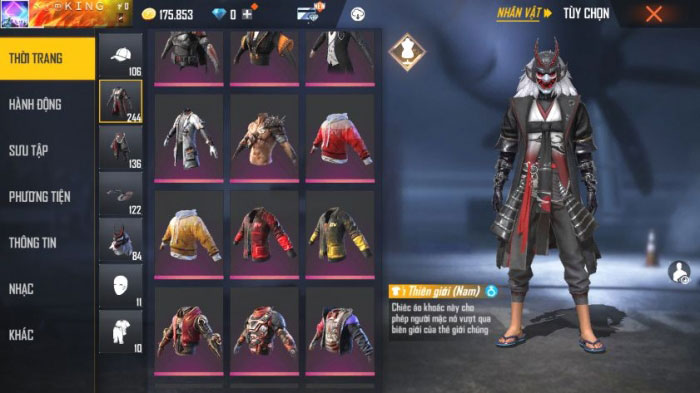 KING
175.853
0
NHÂN VẬT
TÙY CHỌN
THỜI TRANG
HÀNH ĐỘNG
SƯU TẬP
PHƯƠNG TIỆN
THÔNG TIN
NHẠC
KHÁC
106
244
136
122
84
11
10
Thiên giới (Nam)
Chiếc áo khoác này cho
phép người mặc nó vượt qua
biên giới của thế giới chúng